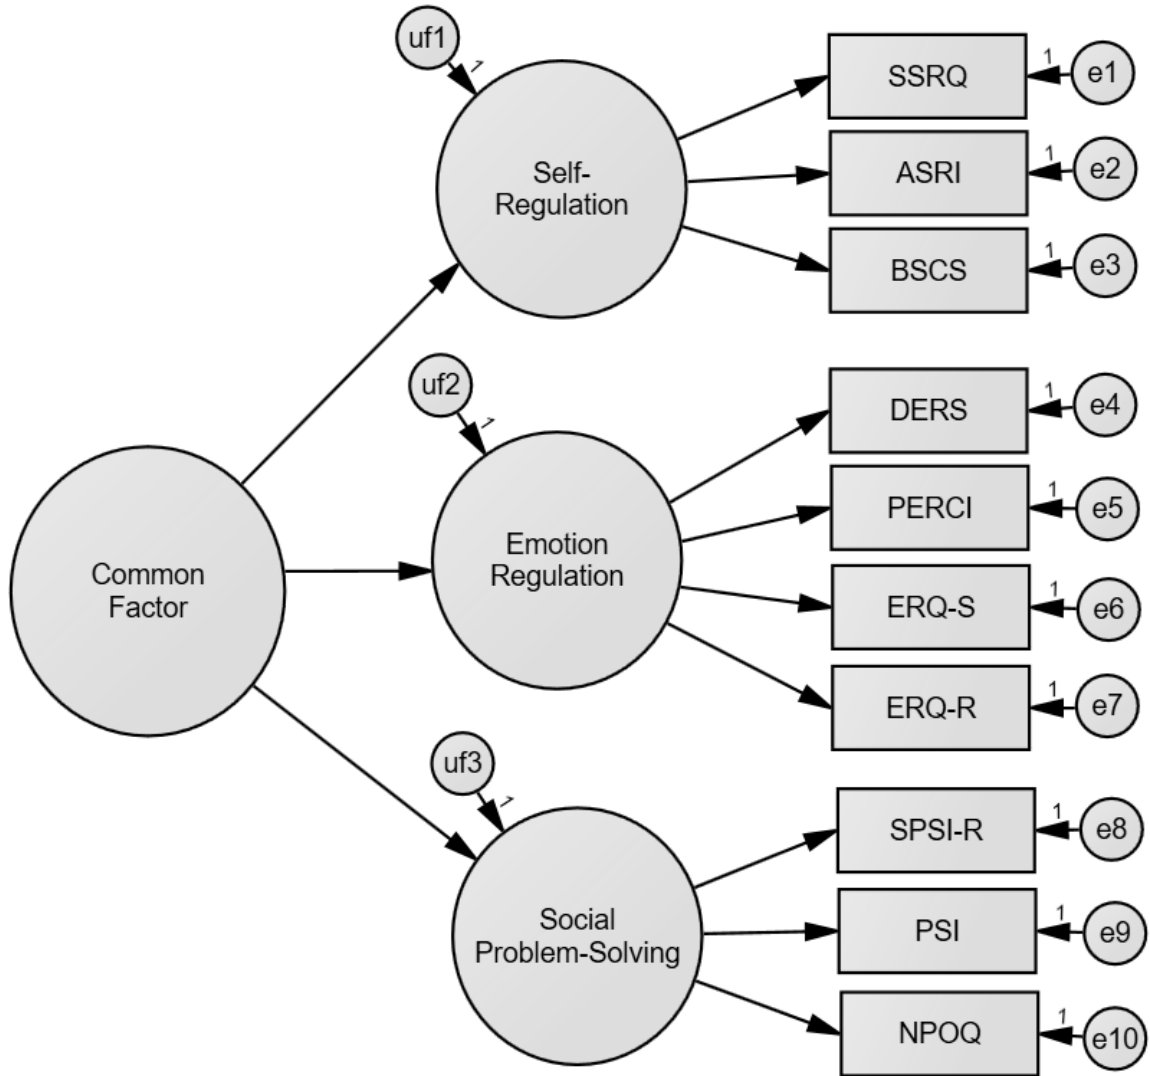 uf1
1
Self-
Regulation
SSRQ
1
e1
ASRI
1
e2
BSCS
1
e3
uf2
1
Emotion
Regulation
DERS
1
e4
PERCI
1
e5
ERQ-S
1
e6
ERQ-R
1
e7
Common
Factor
uf3
1
Social
Problem-Solving
SPSI-R
1
e8
PSI
1
e9
NPOQ
1
e10